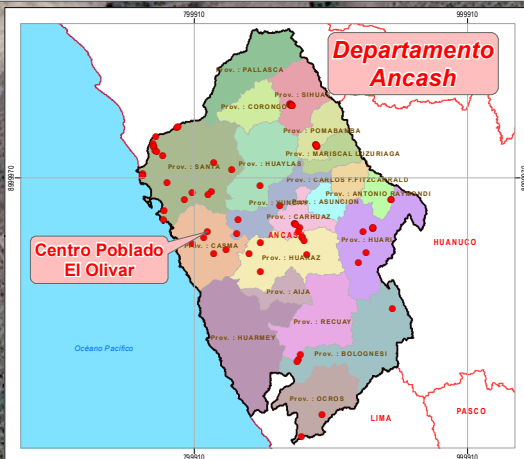 799910
999910
Departamento
Ancash
Prov. : PALLASCA
Prov. : SIHUAS
Prov. : CORONGO
Prov. : POMABAMBA
Prov. : MARISCAL LUZURIAGA
Prov. : SANTA
Prov. : HUAYLAS
Prov. : CARLOS F.FITZCARRALD
Prov. : ANTONIO RAYMONDI
Prov. : YUNGAY
Prov. : ASUNCION
Prov. : CARHUAZ
ANCASH
Prov. : HUARI
HUANUCO
Centro Poblado
El Olivar
Prov. : CASMA
Prov. : HUARAZ
Prov. : AIJA
Prov. : RECUAY
Prov. : HUARMEY
Océano Pacífico
Prov. : BOLOGNESI
Prov. : OCROS
LIMA
PASCO
8999970
799910
999910